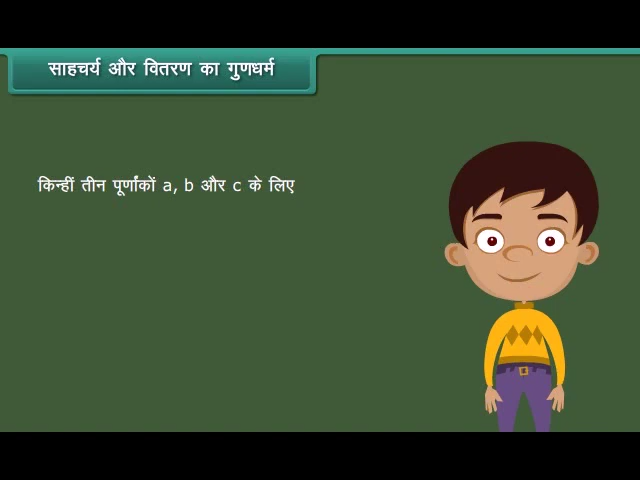 साहचर्य और वितरण का गुणधर्म
किन्हीं तीन पूर्णांकों a, b और c के लिए